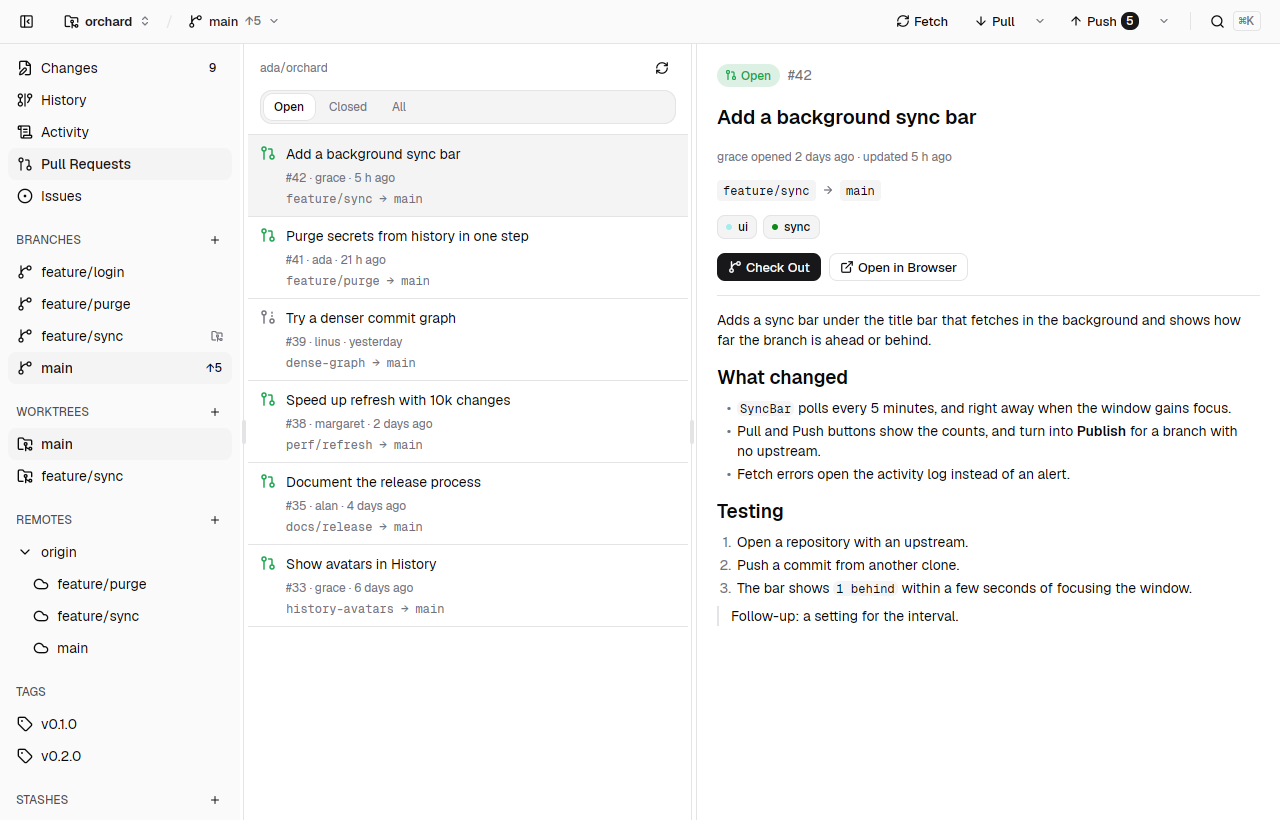 orchard
main ↑5
Fetch
Pull
Push 5
⌘K
Changes 9
History
Activity
Pull Requests
Issues
BRANCHES +
feature/login
feature/purge
feature/sync
main ↑5
WORKTREES +
main
feature/sync
REMOTES +
origin
feature/purge
feature/sync
main
TAGS
v0.1.0
v0.2.0
STASHES +
ada/orchard
Open Closed All
Add a background sync bar
#42 · grace · 5 h ago
feature/sync → main
Purge secrets from history in one step
#41 · ada · 21 h ago
feature/purge → main
Try a denser commit graph
#39 · linus · yesterday
dense-graph → main
Speed up refresh with 10k changes
#38 · margaret · 2 days ago
perf/refresh → main
Document the release process
#35 · alan · 4 days ago
docs/release → main
Show avatars in History
#33 · grace · 6 days ago
history-avatars → main
Open #42
Add a background sync bar
grace opened 2 days ago · updated 5 h ago
feature/sync → main
ui sync
Check Out Open in Browser
Adds a sync bar under the title bar that fetches in the background and shows how
far the branch is ahead or behind.
What changed
• SyncBar polls every 5 minutes, and right away when the window gains focus.
• Pull and Push buttons show the counts, and turn into Publish for a branch with
no upstream.
• Fetch errors open the activity log instead of an alert.
Testing
1. Open a repository with an upstream.
2. Push a commit from another clone.
3. The bar shows 1 behind within a few seconds of focusing the window.
Follow-up: a setting for the interval.